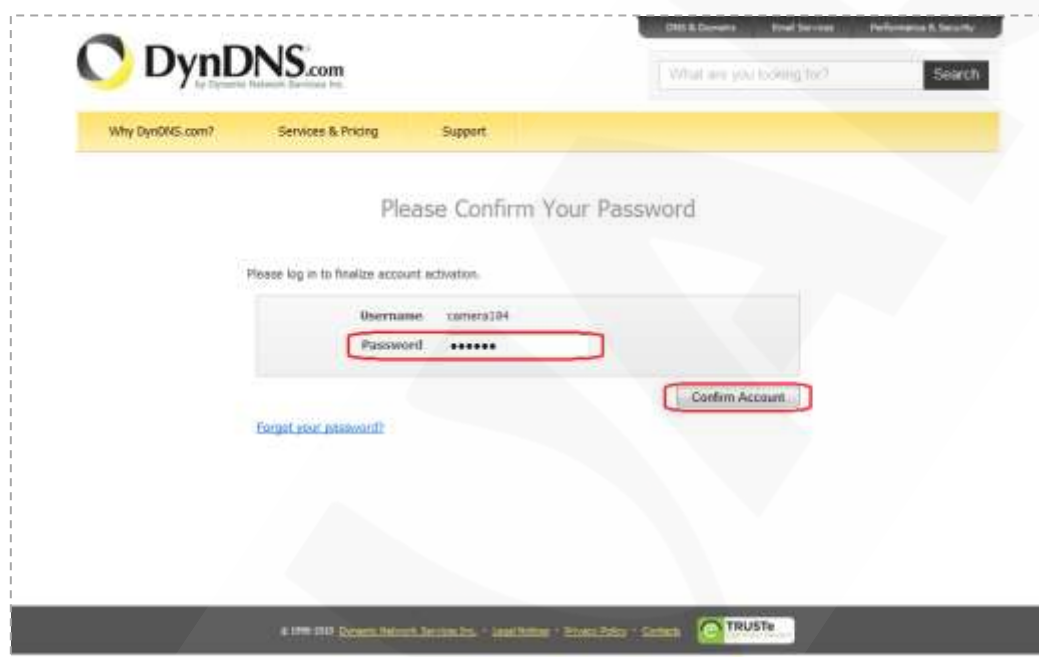 DNS & Domains Email Services Performance & Security
DynDNS.com
by Dynamic Network Services Inc.
What are you looking for? Search
Why DynDNS.com? Services & Pricing Support
Please Confirm Your Password
Please log in to finalize account activation.
Username camera104
Password ●●●●●●
Confirm Account
Forgot your password?
Dynamic Network Services Inc. - Legal Notices - Privacy Policy - Contacts TRUSTe